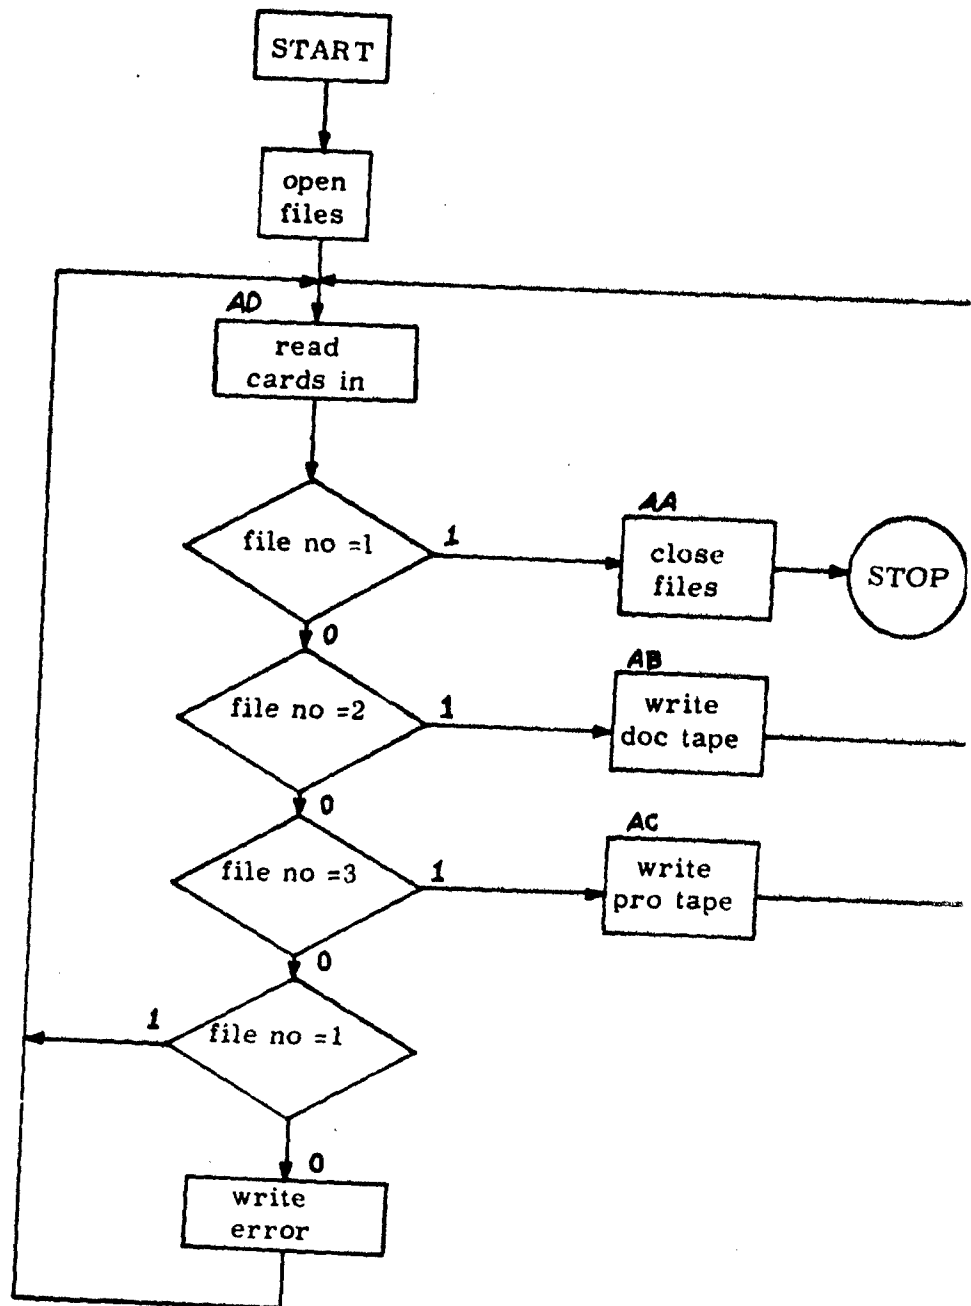 START
open
files
AD
read
cards in
file no =1
1
AA
close
files
STOP
0
file no =2
1
AB
write
doc tape
0
file no =3
1
AC
write
pro tape
0
1
file no =1
0
write
error